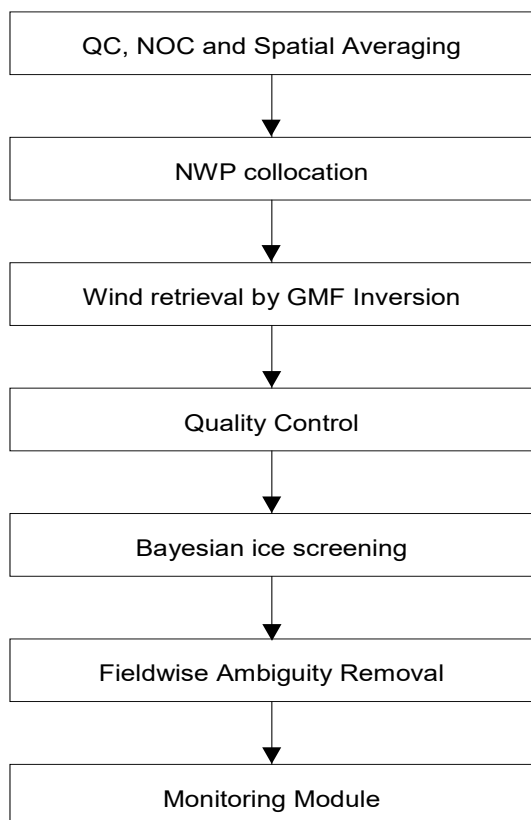 QC, NOC and Spatial Averaging
NWP collocation
Wind retrieval by GMF Inversion
Quality Control
Bayesian ice screening
Fieldwise Ambiguity Removal
Monitoring Module